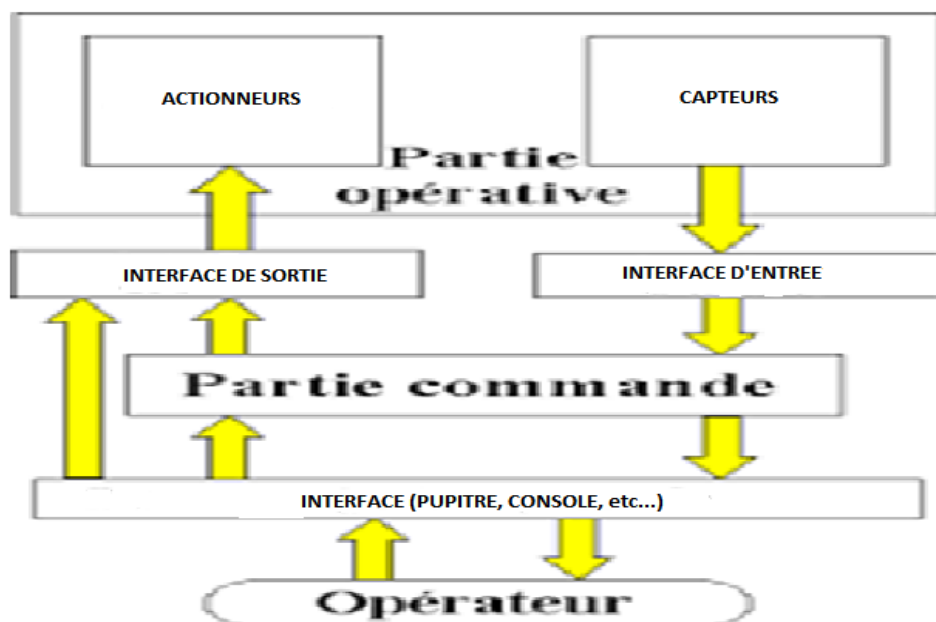 ACTIONNEURS
CAPTEURS
Partie
opérative
INTERFACE DE SORTIE
INTERFACE D'ENTREE
Partie commande
INTERFACE (PUPITRE, CONSOLE, etc...)
Opérateur